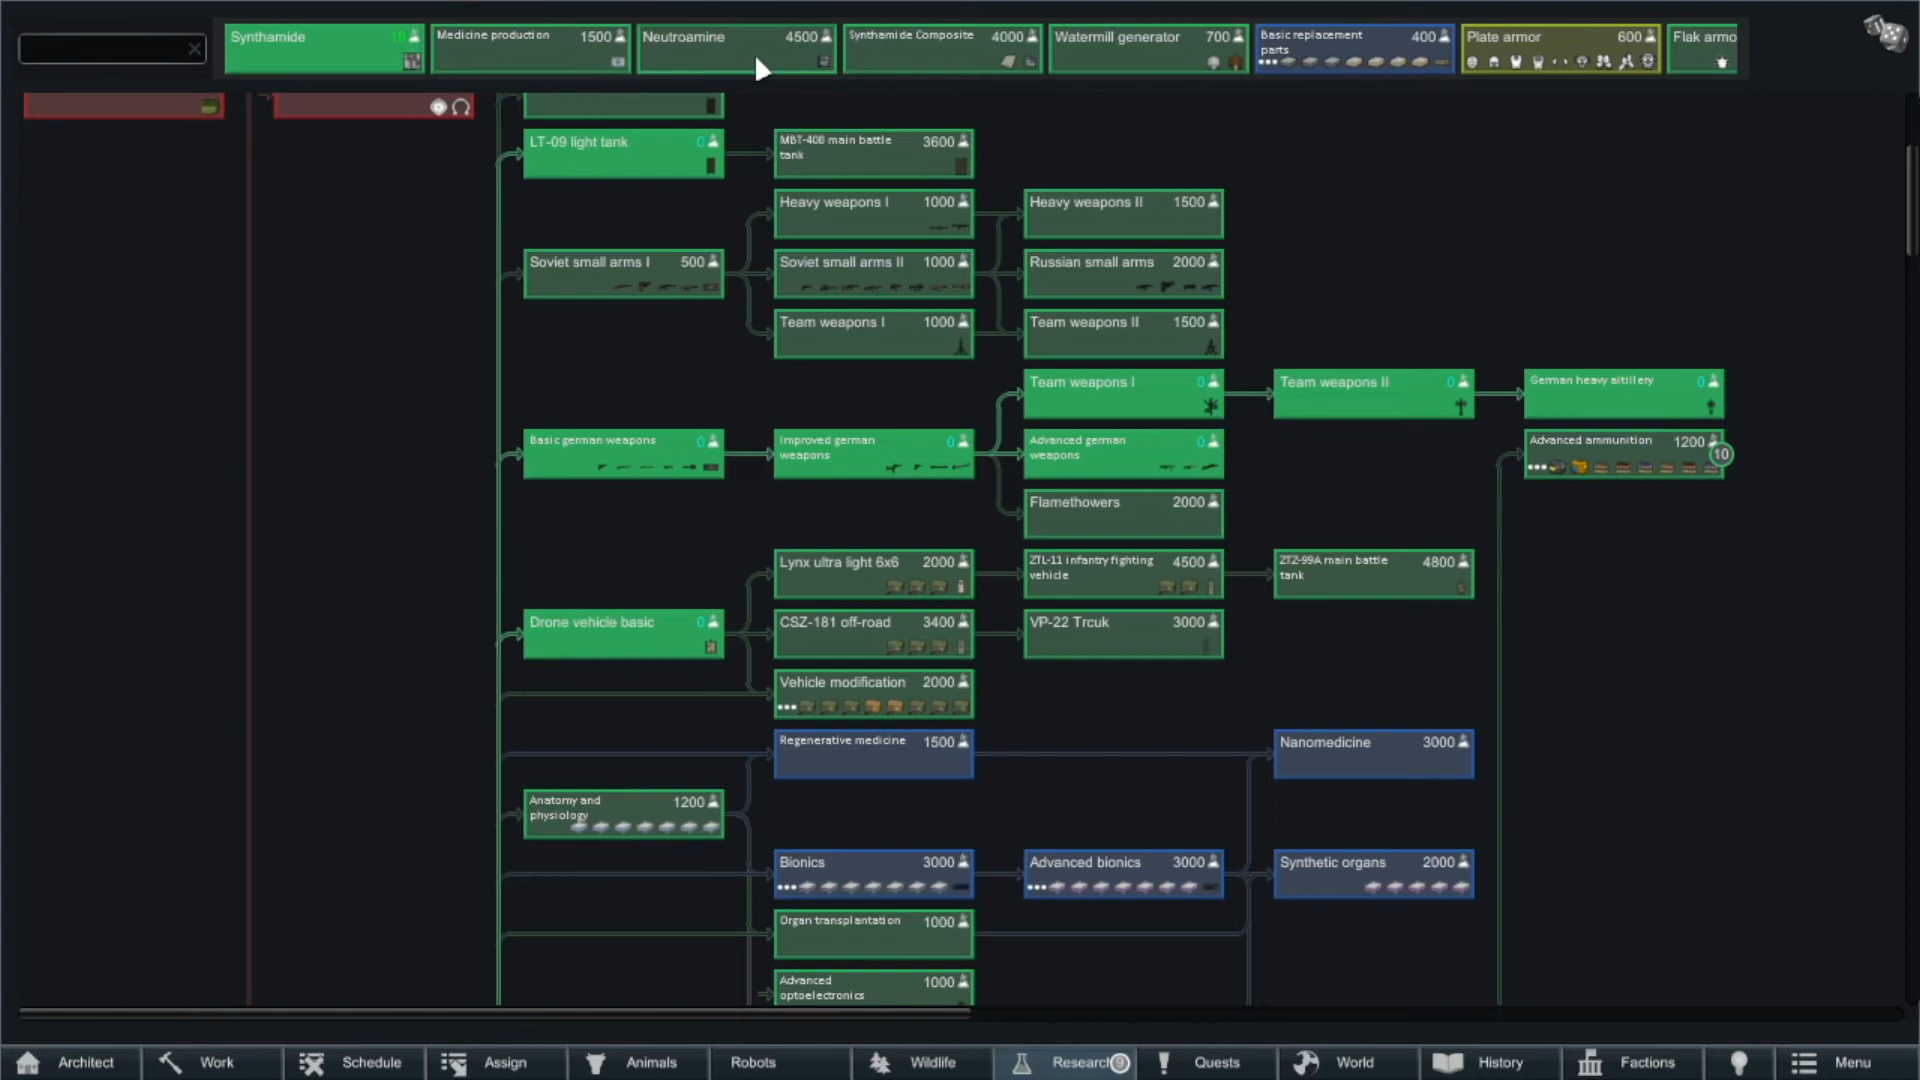 Synthamide 10
Medicine production 1500
Neutroamine 4500
Synthamide Composite 4000
Watermill generator 700
Basic replacement
parts 400
Plate armor 600
Flak armo
LT-09 light tank 0
MBT-408 main battle
tank 3600
Heavy weapons I 1000
Heavy weapons II 1500
Soviet small arms I 500
Soviet small arms II 1000
Russian small arms 2000
Team weapons I 1000
Team weapons II 1500
Team weapons I 0
Team weapons II 0
German heavy altillery 0
Basic german weapons 0
Improved german
weapons 0
Advanced german
weapons 0
Advanced ammunition 1200
10
Flamethowers 2000
Lynx ultra light 6x6 2000
ZTL-11 infantry fighting
vehicle 4500
ZTZ-99A main battle
tank 4800
Drone vehicle basic 0
CSZ-181 off-road 3400
VP-22 Trcuk 3000
Vehicle modification 2000
Regenerative medicine 1500
Nanomedicine 3000
Anatomy and
physiology 1200
Bionics 3000
Advanced bionics 3000
Synthetic organs 2000
Organ transplantation 1000
Advanced
optoelectronics 1000
Architect
Work
Schedule
Assign
Animals
Robots
Wildlife
Research 9
Quests
World
History
Factions
Menu